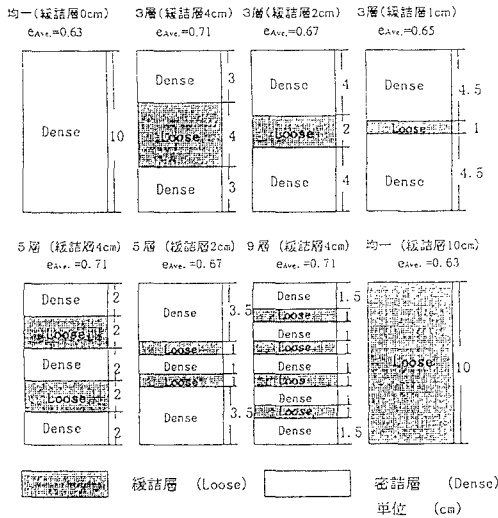 均一(緩詰層0cm) 3層(緩詰層4cm) 3層(緩詰層2cm) 3層(緩詰層1cm)
eAve.=0.63 eAve.=0.71 eAve.=0.67 eAve.=0.65
Dense 10
Dense 3
Loose 4
Dense 3
Dense 4
Loose 2
Dense 4
Dense 4.5
Loose 1
Dense 4.5
5層(緩詰層4cm) 5層(緩詰層2cm) 9層(緩詰層4cm) 均一(緩詰層10cm)
eAve.=0.71 eAve.=0.67 eAve.=0.71 eAve.=0.63
Dense 2
Loose 2
Dense 2
Loose 2
Dense 2
Dense 3.5
Loose 1
Dense 1
Loose 1
Dense 3.5
Dense 1.5
Loose 1
Dense 1
Loose 1
Dense 1
Loose 1
Dense 1
Loose 1
Dense 1.5
Loose 10
緩詰層 (Loose) 密詰層 (Dense)
単位 (cm)